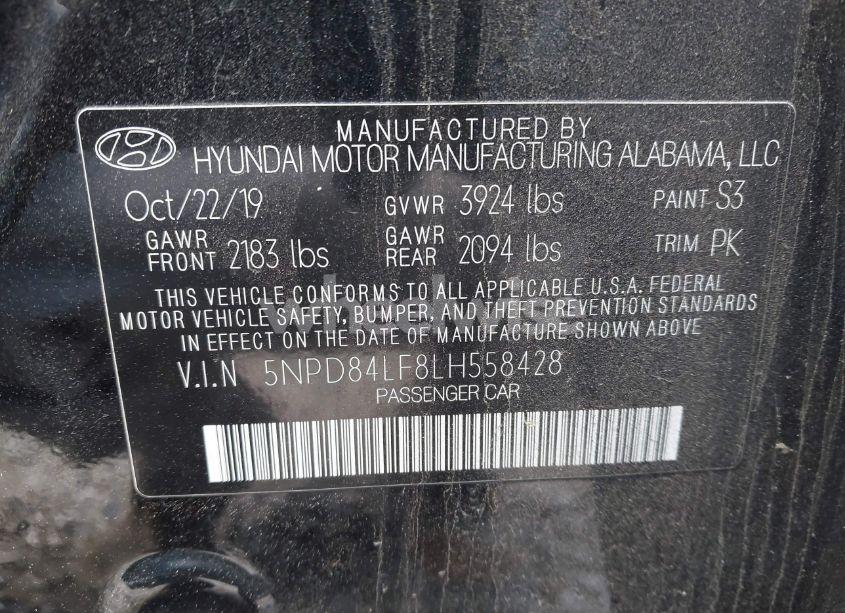 MANUFACTURED BY
HYUNDAI MOTOR MANUFACTURING ALABAMA, LLC
Oct/22/19 GVWR 3924 lbs PAINT S3
GAWR FRONT 2183 lbs GAWR REAR 2094 lbs TRIM PK
THIS VEHICLE CONFORMS TO ALL APPLICABLE U.S.A. FEDERAL
MOTOR VEHICLE SAFETY, BUMPER, AND THEFT PREVENTION STANDARDS
IN EFFECT ON THE DATE OF MANUFACTURE SHOWN ABOVE
V.I.N 5NPD84LF8LH558428
PASSENGER CAR